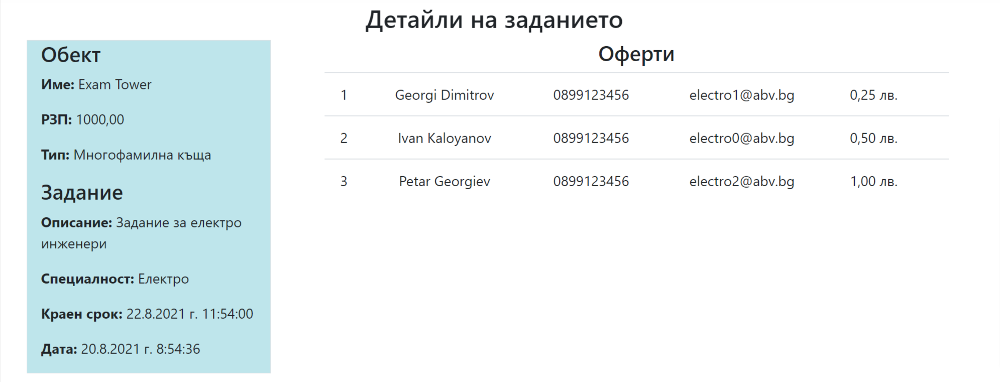 Детайли на заданието
Обект
Име: Exam Tower
РЗП: 1000,00
Тип: Многофамилна къща
Задание
Описание: Задание за електро
инженери
Специалност: Електро
Краен срок: 22.8.2021 г. 11:54:00
Дата: 20.8.2021 г. 8:54:36
Оферти
1 Georgi Dimitrov 0899123456 electro1@abv.bg 0,25 лв.
2 Ivan Kaloyanov 0899123456 electro0@abv.bg 0,50 лв.
3 Petar Georgiev 0899123456 electro2@abv.bg 1,00 лв.